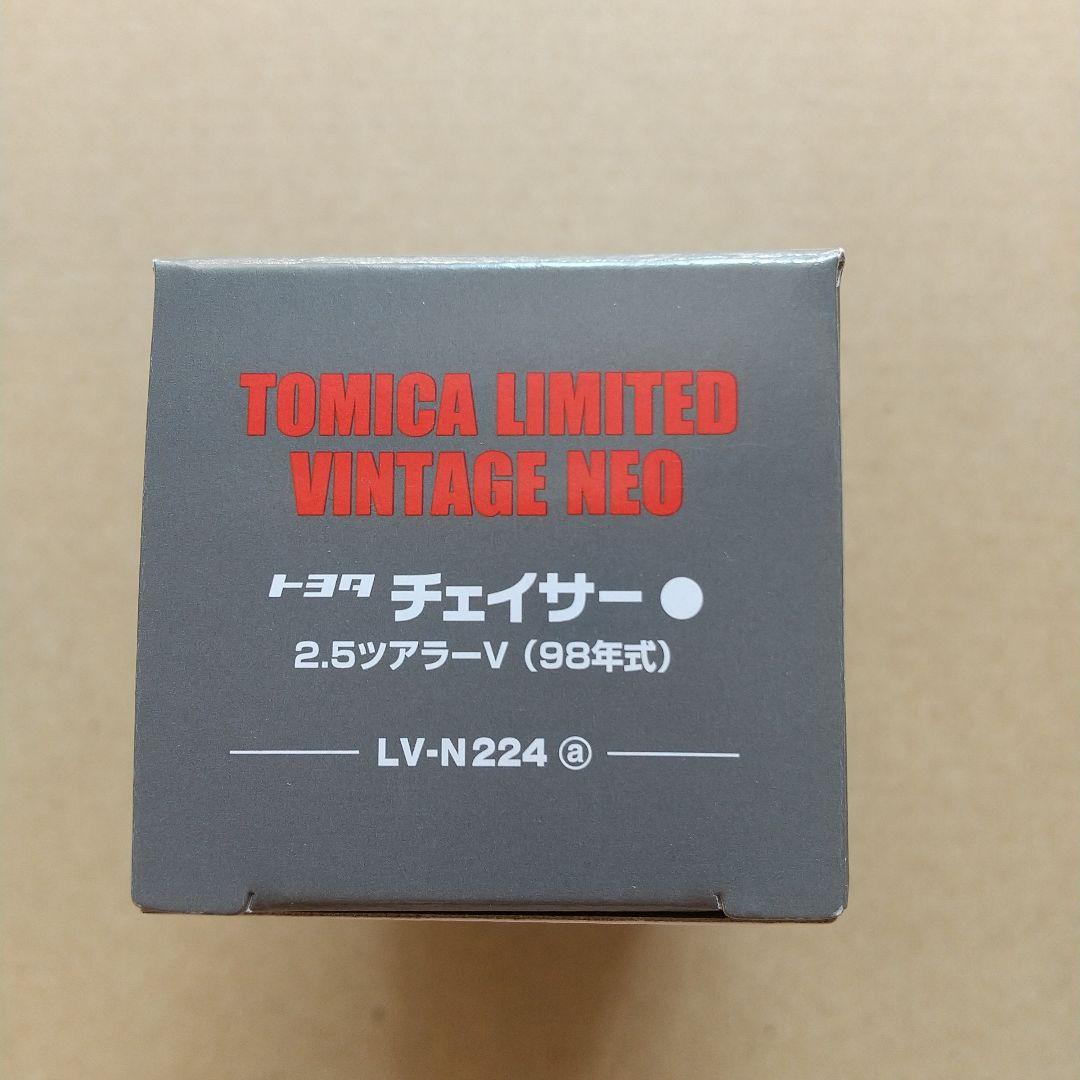 TOMICA LIMITED
VINTAGE NEO
トヨタ チェイサー ●
2.5ツアラーV（98年式）
LV-N224 ⓐ